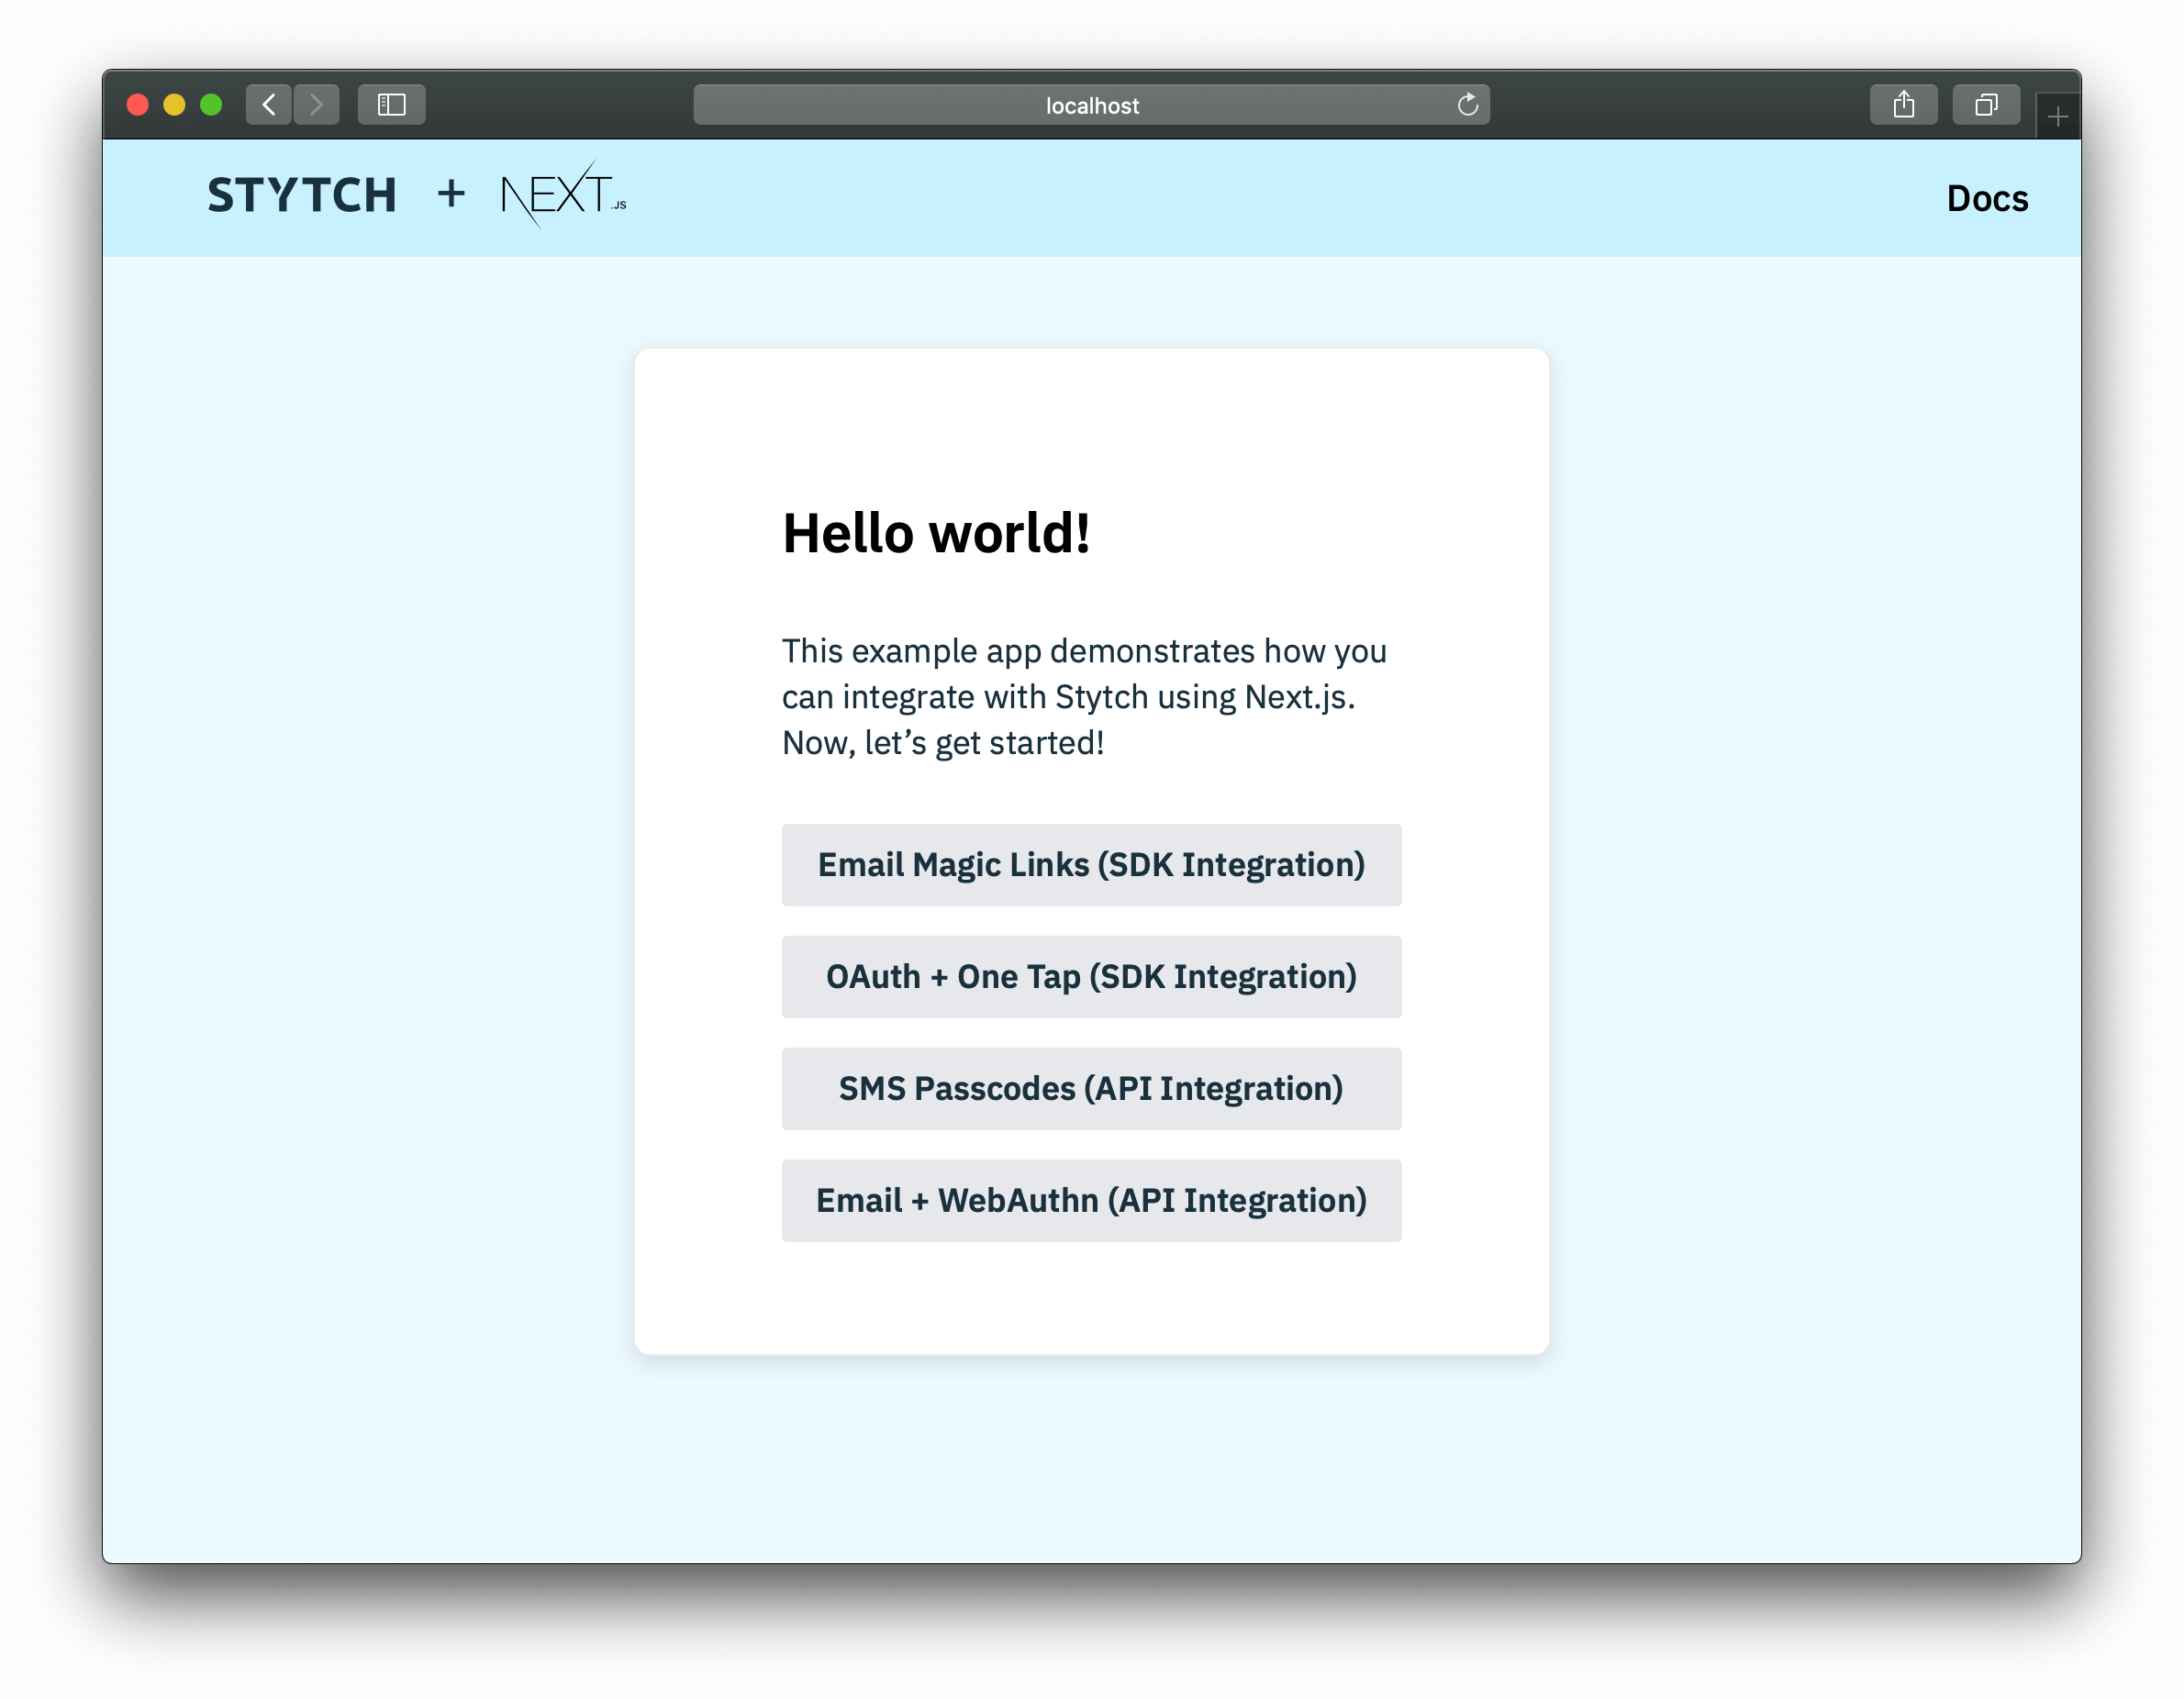 localhost
STYTCH + NEXT.JS
Docs
Hello world!
This example app demonstrates how you
can integrate with Stytch using Next.js.
Now, let’s get started!
Email Magic Links (SDK Integration)
OAuth + One Tap (SDK Integration)
SMS Passcodes (API Integration)
Email + WebAuthn (API Integration)